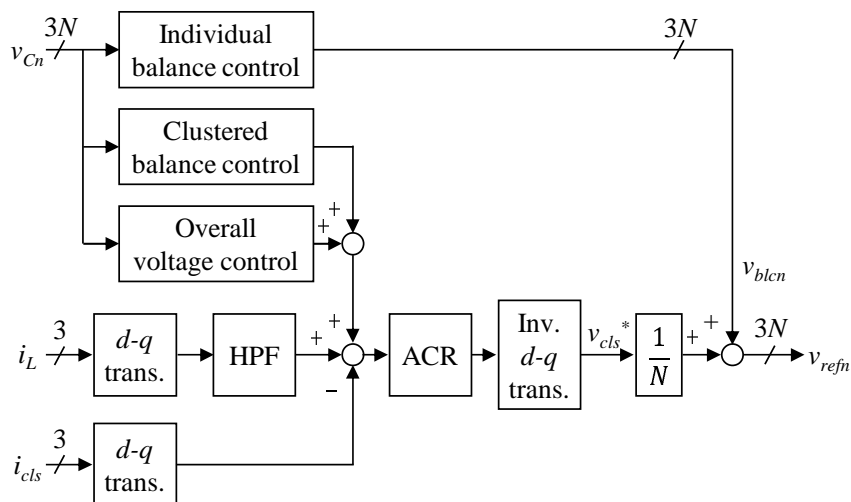 3N
v_Cn
Individual
balance control
3N
Clustered
balance control
+
+
Overall
voltage control
v_blcn
3
i_L
d-q
trans.
HPF
+
+
−
ACR
Inv.
d-q
trans.
v_cls*
1
N
+
+
3N
v_refn
3
i_cls
d-q
trans.